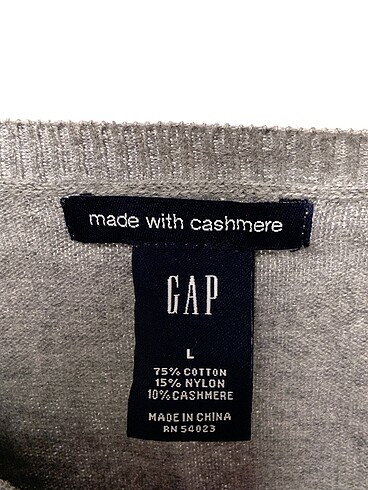 made with cashmere
GAP
L
75% COTTON
15% NYLON
10% CASHMERE
MADE IN CHINA
RN 54023